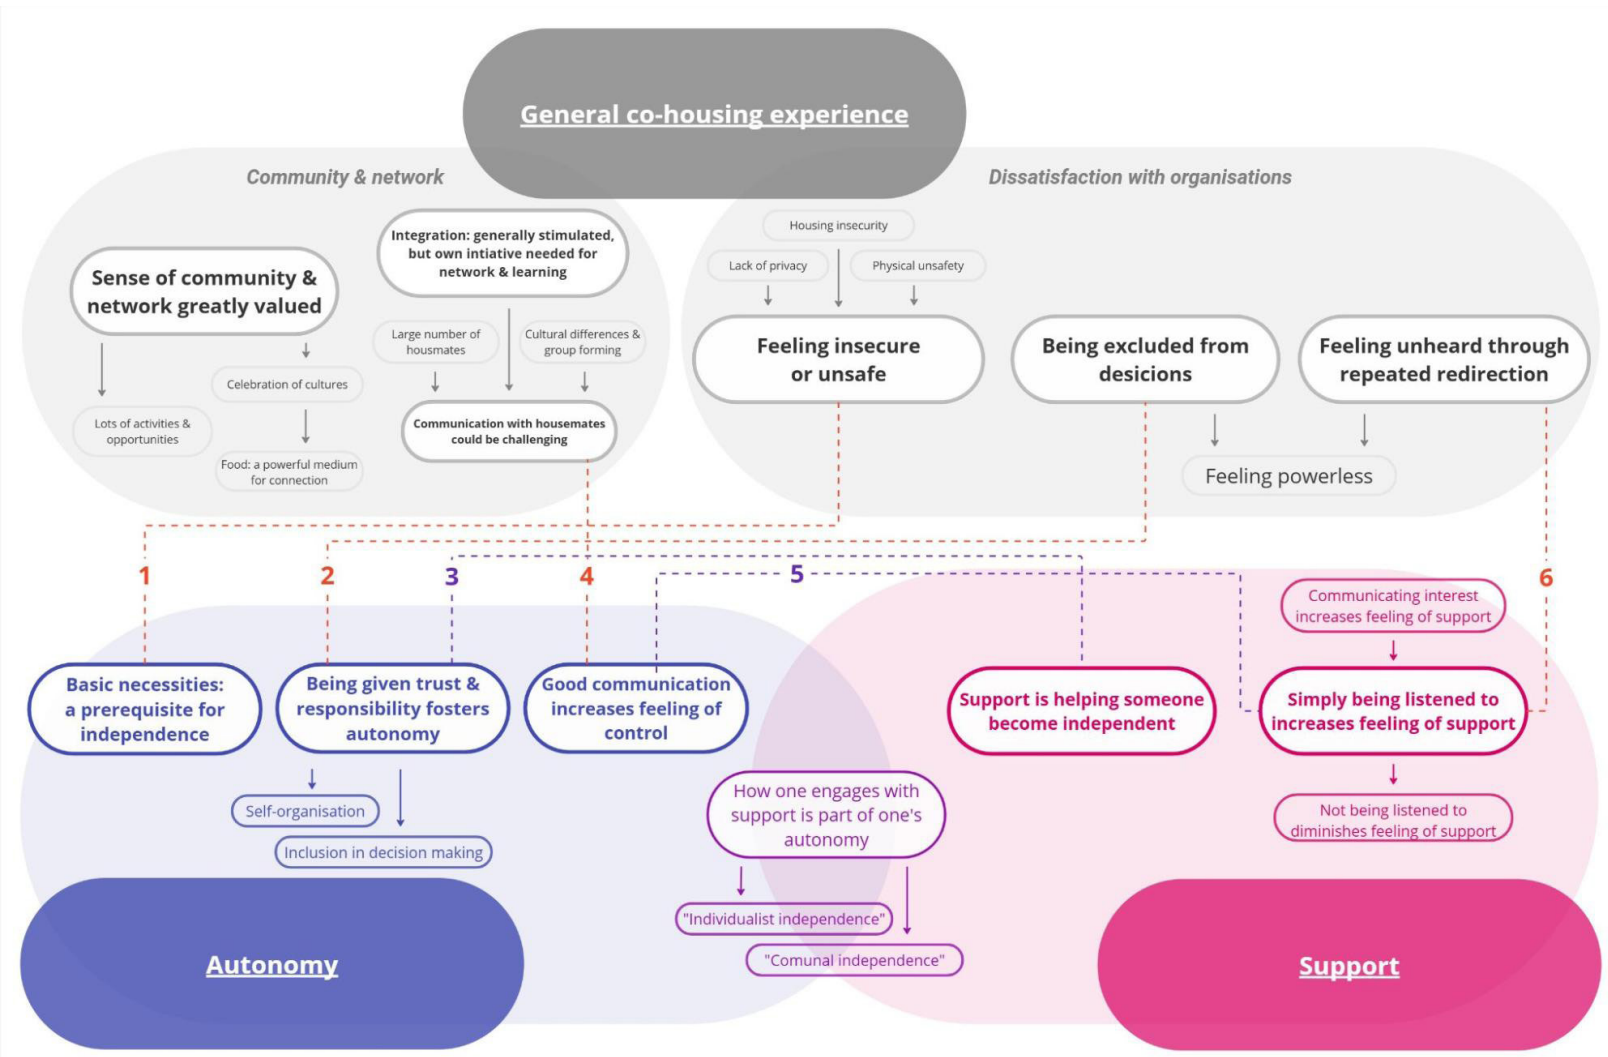 General co-housing experience
Community & network
Dissatisfaction with organisations
Sense of community &
network greatly valued
Integration: generally stimulated,
but own intiative needed for
network & learning
Large number of
housmates
Cultural differences &
group forming
Celebration of cultures
Lots of activities &
opportunities
Food: a powerful medium
for connection
Communication with housemates
could be challenging
Housing insecurity
Lack of privacy
Physical unsafety
Feeling insecure
or unsafe
Being excluded from
desicions
Feeling unheard through
repeated redirection
Feeling powerless
1
2
3
4
5
6
Basic necessities:
a prerequisite for
independence
Being given trust &
responsibility fosters
autonomy
Good communication
increases feeling of
control
Self-organisation
Inclusion in decision making
How one engages with
support is part of one's
autonomy
"Individualist independence"
"Comunal independence"
Support is helping someone
become independent
Communicating interest
increases feeling of support
Simply being listened to
increases feeling of support
Not being listened to
diminishes feeling of support
Autonomy
Support